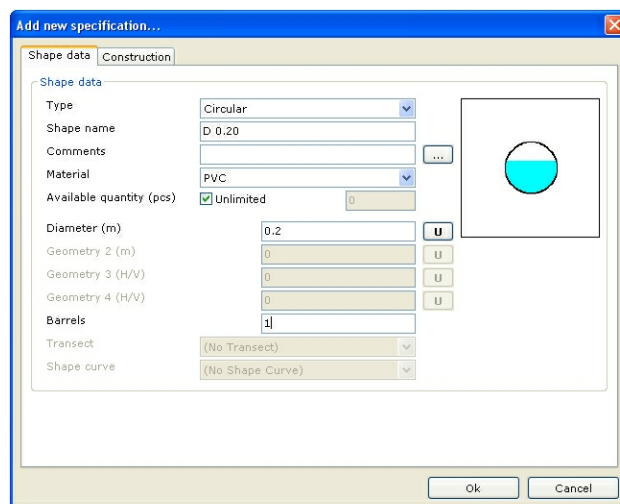 Add new specification...
Shape data Construction
Shape data
Type Circular
Shape name D 0.20
Comments ...
Material PVC
Available quantity (pcs) Unlimited 0
Diameter (m) 0.2 U
Geometry 2 (m) 0 U
Geometry 3 (H/V) 0 U
Geometry 4 (H/V) 0 U
Barrels 1
Transect (No Transect)
Shape curve (No Shape Curve)
Ok Cancel